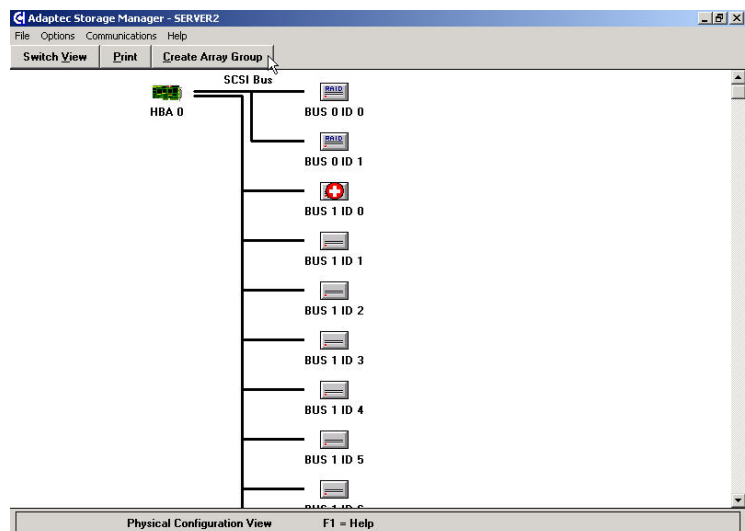 Adaptec Storage Manager - SERVER2
File Options Communications Help
Switch View Print Create Array Group
SCSI Bus
RAID
HBA 0
BUS 0 ID 0
RAID
BUS 0 ID 1
BUS 1 ID 0
BUS 1 ID 1
BUS 1 ID 2
BUS 1 ID 3
BUS 1 ID 4
BUS 1 ID 5
Physical Configuration View F1 = Help